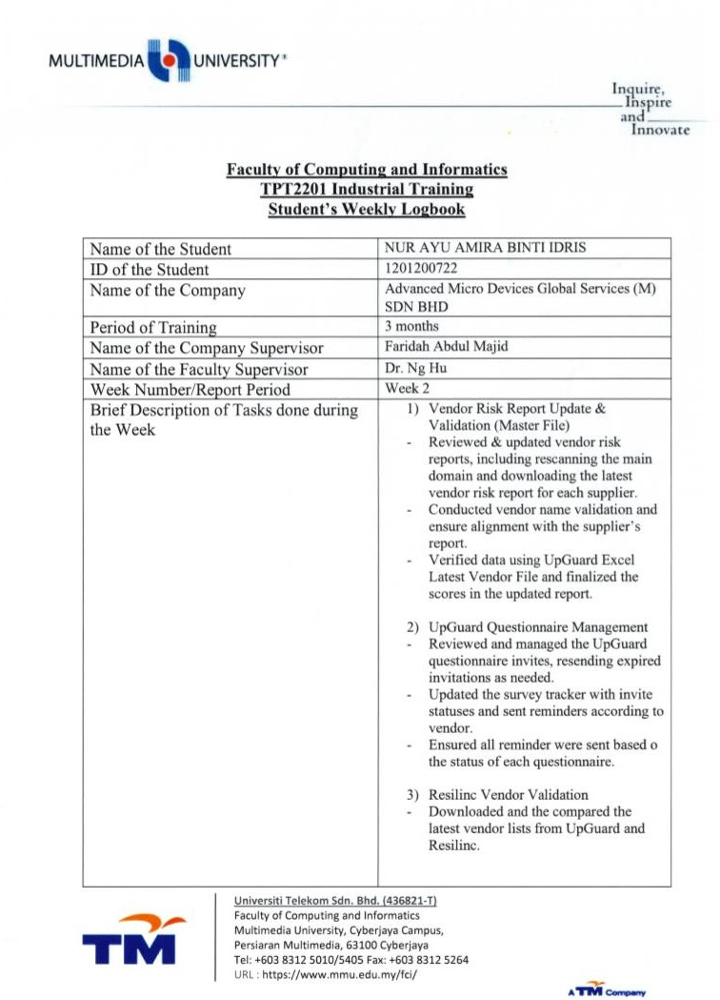 MULTIMEDIA UNIVERSITY
Inquire,
Inspire
and
Innovate
Faculty of Computing and Informatics
TPT2201 Industrial Training
Student's Weekly Logbook
Name of the Student NUR AYU AMIRA BINTI IDRIS
ID of the Student 1201200722
Name of the Company Advanced Micro Devices Global Services (M)
SDN BHD
Period of Training 3 months
Name of the Company Supervisor Faridah Abdul Majid
Name of the Faculty Supervisor Dr. Ng Hu
Week Number/Report Period Week 2
Brief Description of Tasks done during
the Week
1) Vendor Risk Report Update &
Validation (Master File)
- Reviewed & updated vendor risk
reports, including rescanning the main
domain and downloading the latest
vendor risk report for each supplier.
- Conducted vendor name validation and
ensure alignment with the supplier's
report.
- Verified data using UpGuard Excel
Latest Vendor File and finalized the
scores in the updated report.
2) UpGuard Questionnaire Management
- Reviewed and managed the UpGuard
questionnaire invites, resending expired
invitations as needed.
- Updated the survey tracker with invite
statuses and sent reminders according to
vendor.
- Ensured all reminder were sent based o
the status of each questionnaire.
3) Resilinc Vendor Validation
- Downloaded and the compared the
latest vendor lists from UpGuard and
Resilinc.
TM
Universiti Telekom Sdn. Bhd. (436821-T)
Faculty of Computing and Informatics
Multimedia University, Cyberjaya Campus,
Persiaran Multimedia, 63100 Cyberjaya
Tel: +603 8312 5010/5405 Fax: +603 8312 5264
URL : https://www.mmu.edu.my/fci/
A TM Company